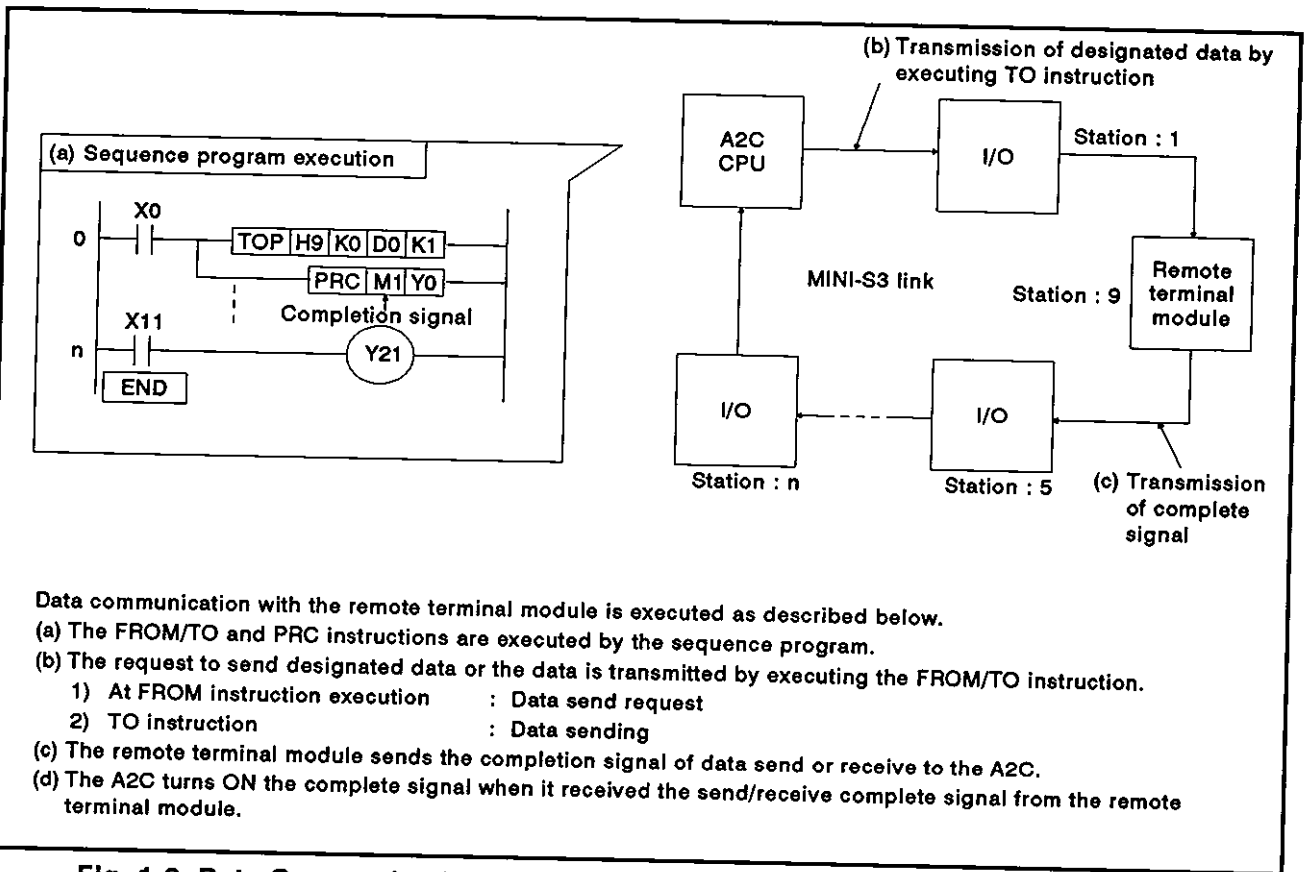 (b) Transmission of designated data by
executing TO instruction
(a) Sequence program execution
X0
0
TOP H9 K0 D0 K1
PRC M1 Y0
Completion signal
X11
n
Y21
END
A2C
CPU
I/O
Station : 1
MINI-S3 link
Station : 9
Remote
terminal
module
I/O
Station : n
I/O
Station : 5
(c) Transmission
of complete
signal
Data communication with the remote terminal module is executed as described below.
(a) The FROM/TO and PRC instructions are executed by the sequence program.
(b) The request to send designated data or the data is transmitted by executing the FROM/TO instruction.
1) At FROM instruction execution : Data send request
2) TO instruction : Data sending
(c) The remote terminal module sends the completion signal of data send or receive to the A2C.
(d) The A2C turns ON the complete signal when it received the send/receive complete signal from the remote
terminal module.